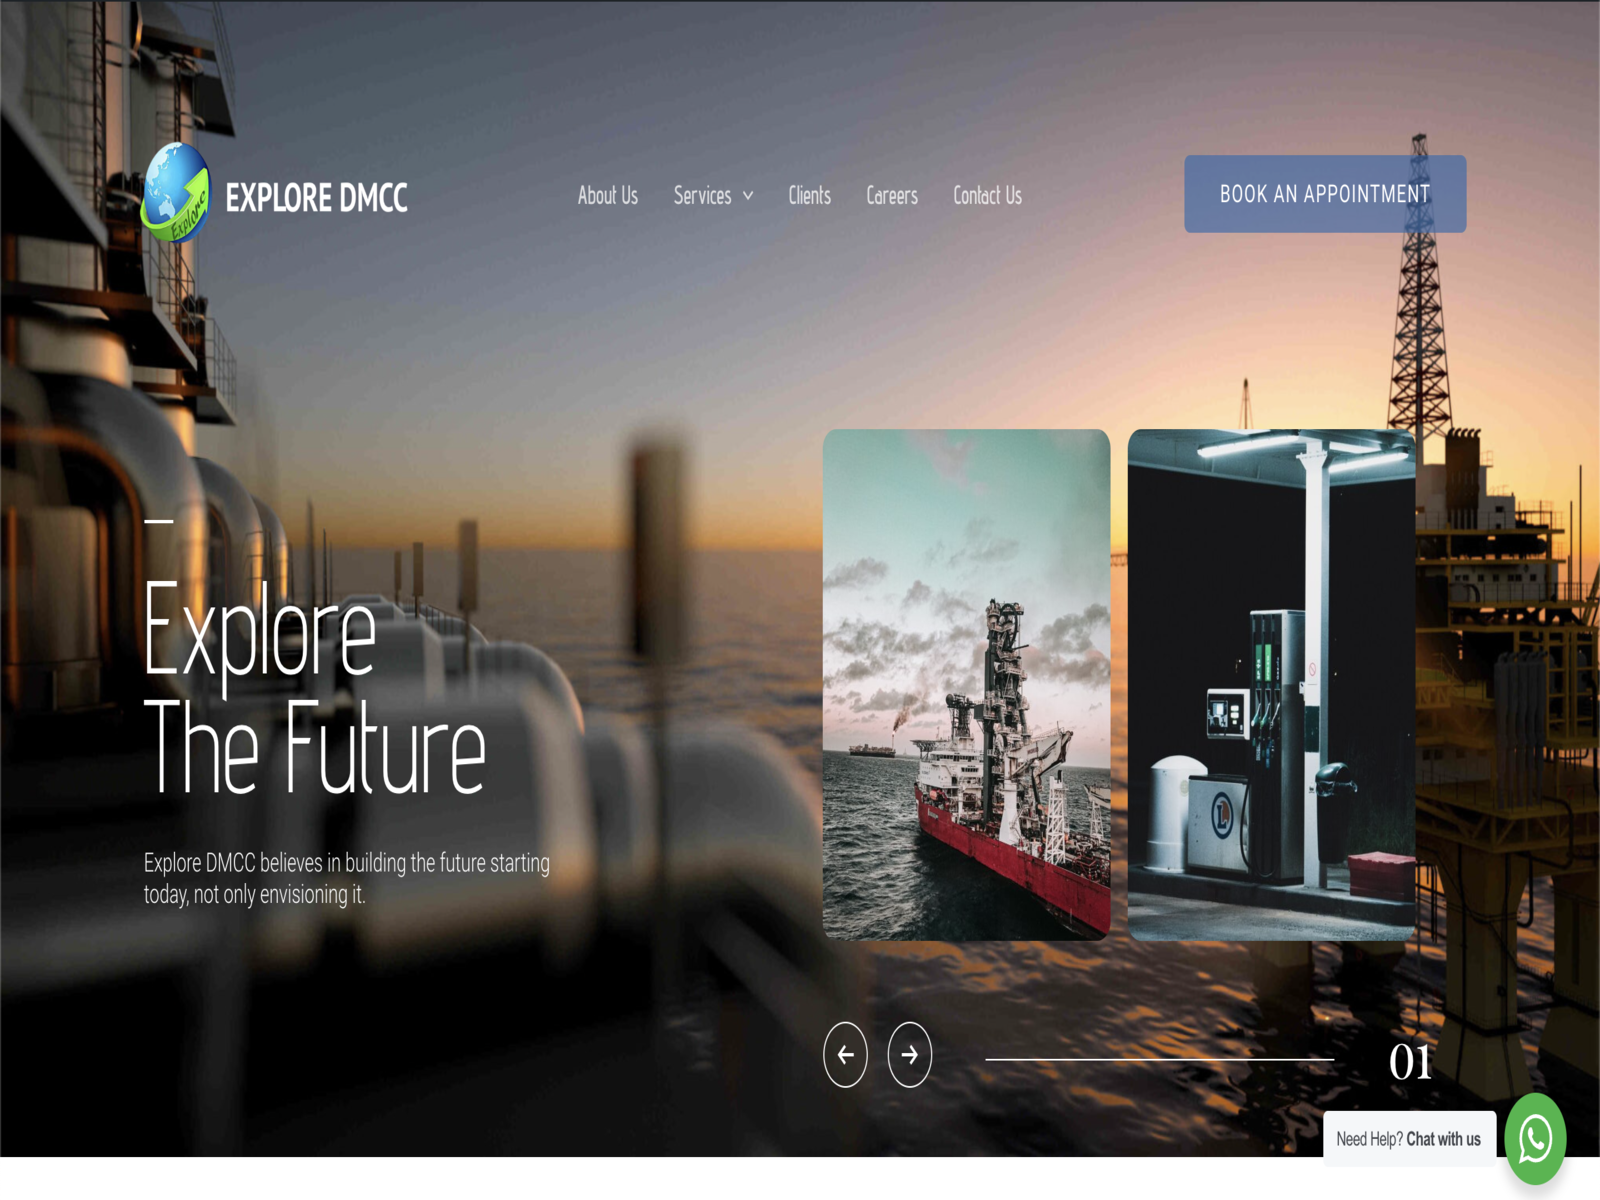 Explore
EXPLORE DMCC
About Us
Services
Clients
Careers
Contact Us
BOOK AN APPOINTMENT
Explore
The Future
Explore DMCC believes in building the future starting
today, not only envisioning it.
L
01
Need Help? Chat with us